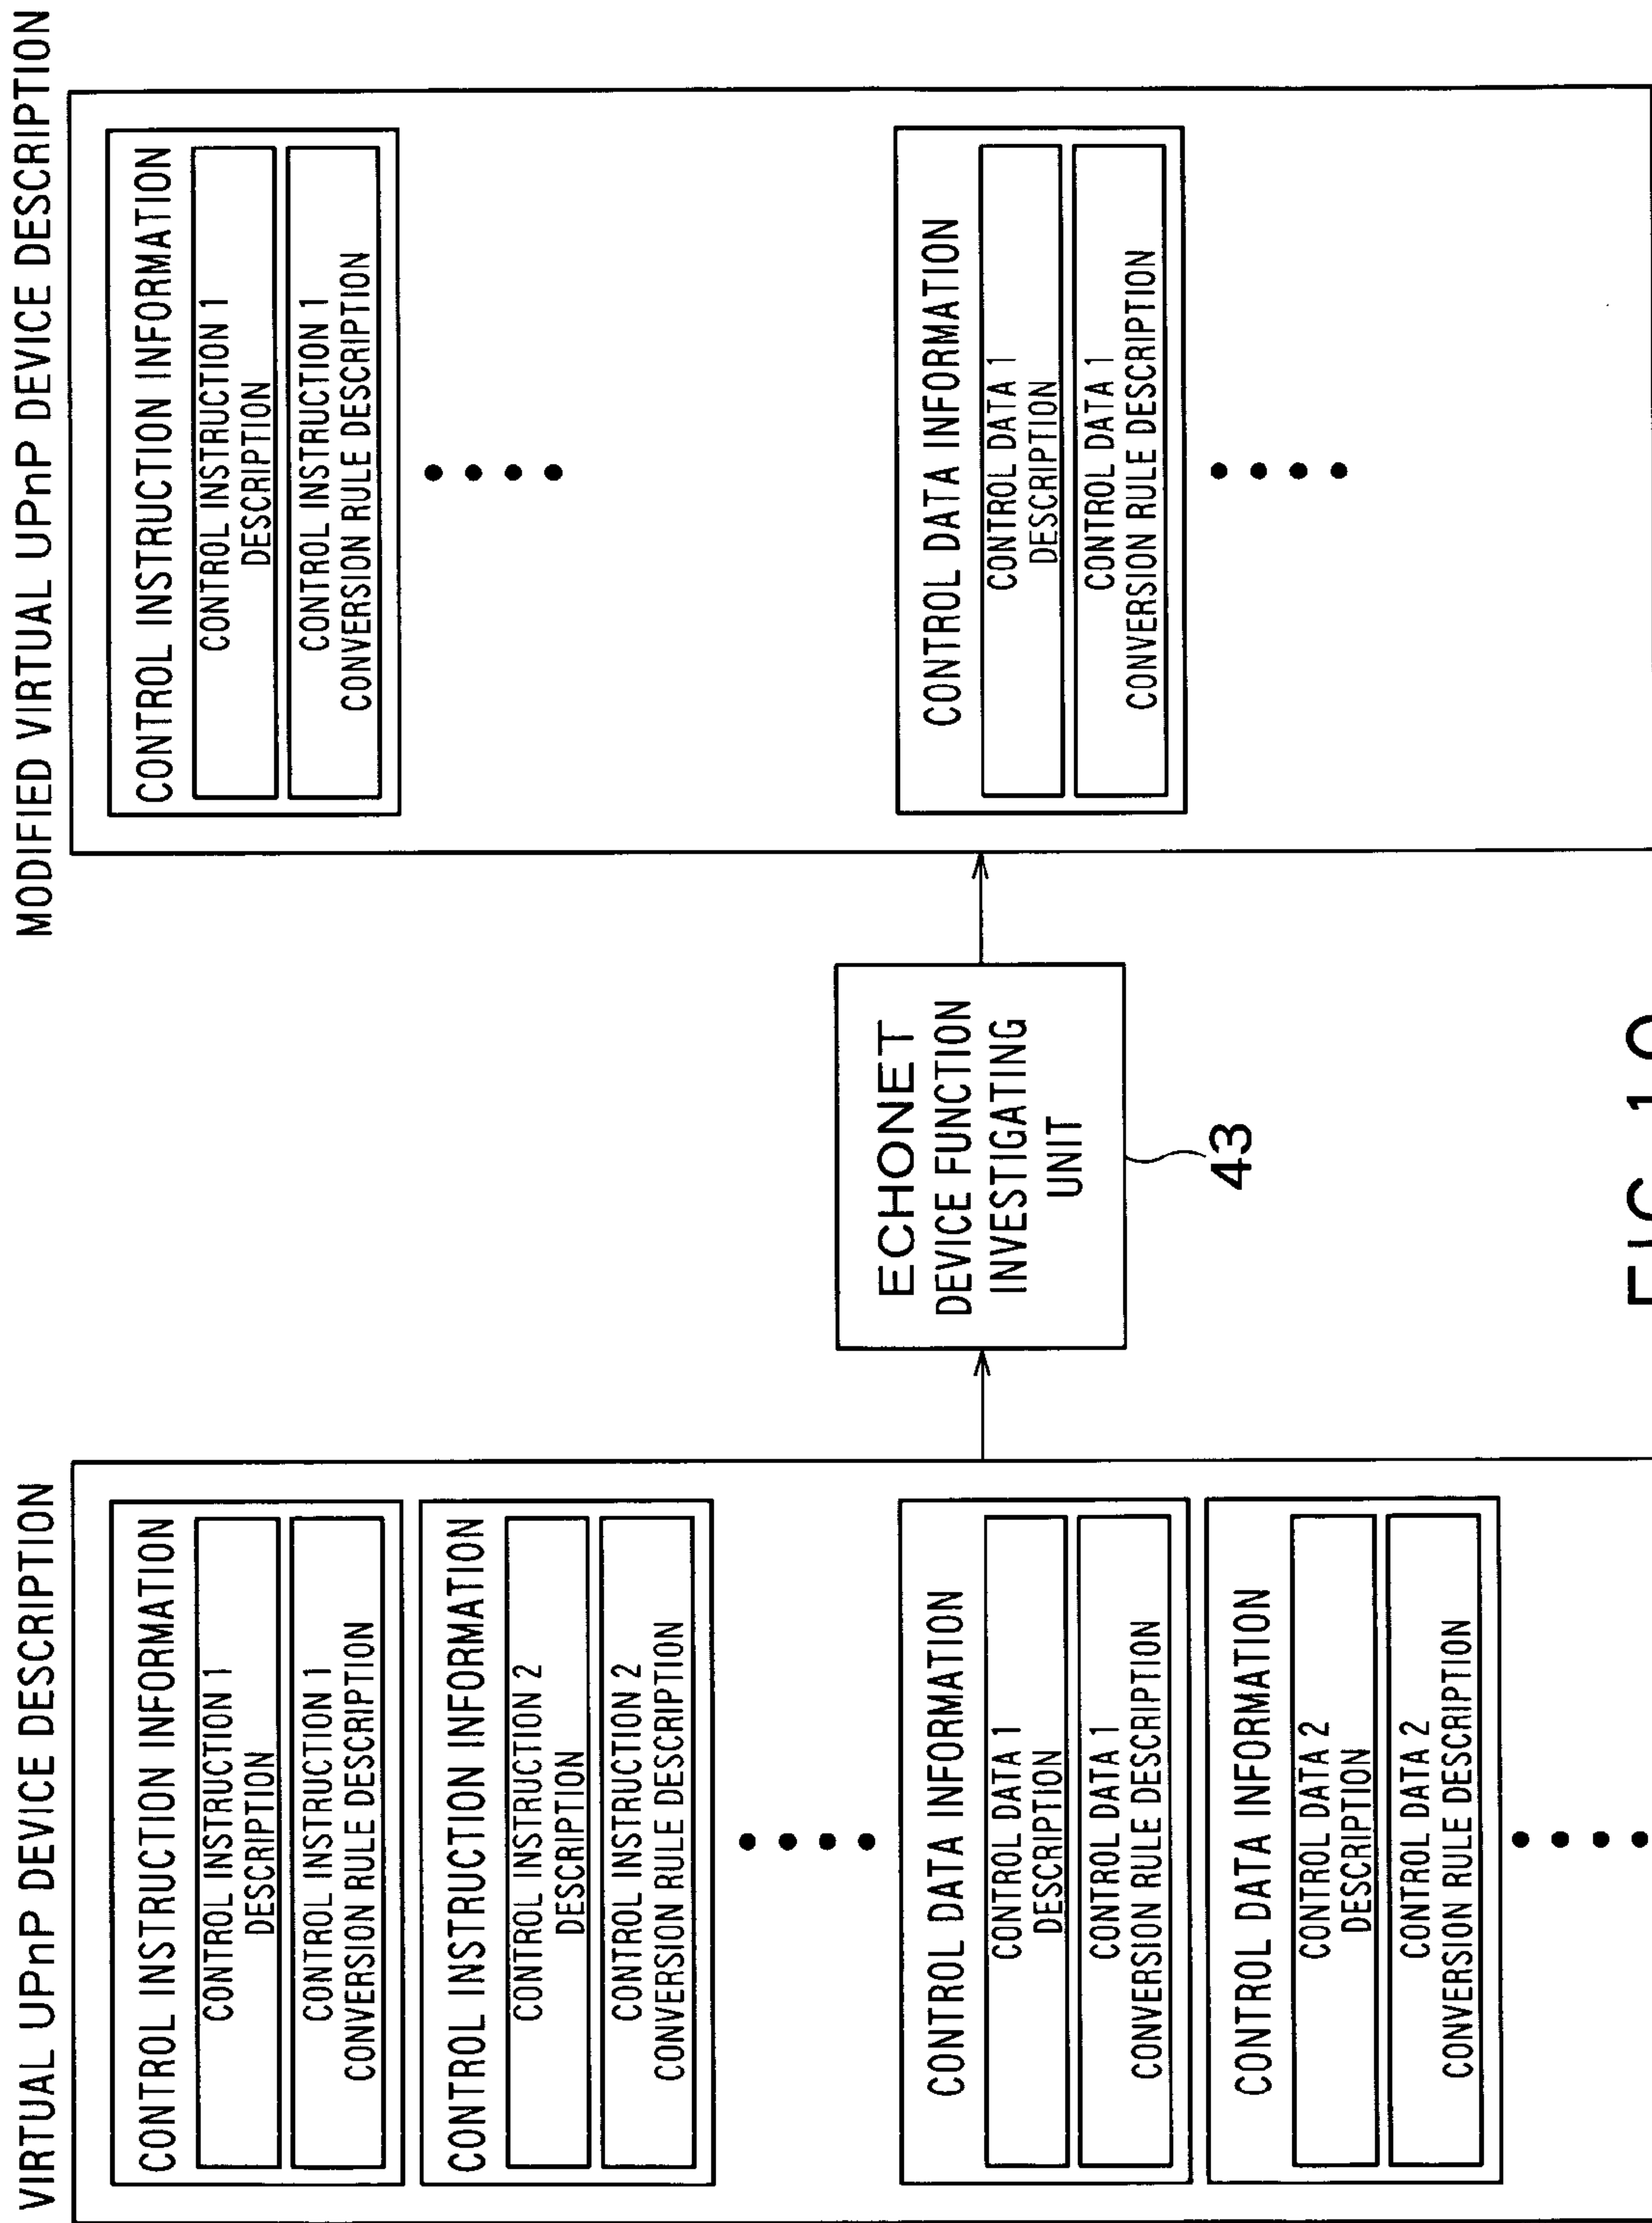 VIRTUAL UPnP DEVICE DESCRIPTION
CONTROL INSTRUCTION INFORMATION
CONTROL INSTRUCTION 1
DESCRIPTION
CONTROL INSTRUCTION 1
CONVERSION RULE DESCRIPTION
CONTROL INSTRUCTION INFORMATION
CONTROL INSTRUCTION 2
DESCRIPTION
CONTROL INSTRUCTION 2
CONVERSION RULE DESCRIPTION
CONTROL DATA INFORMATION
CONTROL DATA 1
DESCRIPTION
CONTROL DATA 1
CONVERSION RULE DESCRIPTION
CONTROL DATA INFORMATION
CONTROL DATA 2
DESCRIPTION
CONTROL DATA 2
CONVERSION RULE DESCRIPTION
ECHONET
DEVICE FUNCTION
INVESTIGATING
UNIT
43
MODIFIED VIRTUAL UPnP DEVICE DESCRIPTION
CONTROL INSTRUCTION INFORMATION
CONTROL INSTRUCTION 1
DESCRIPTION
CONTROL INSTRUCTION 1
CONVERSION RULE DESCRIPTION
CONTROL DATA INFORMATION
CONTROL DATA 1
DESCRIPTION
CONTROL DATA 1
CONVERSION RULE DESCRIPTION